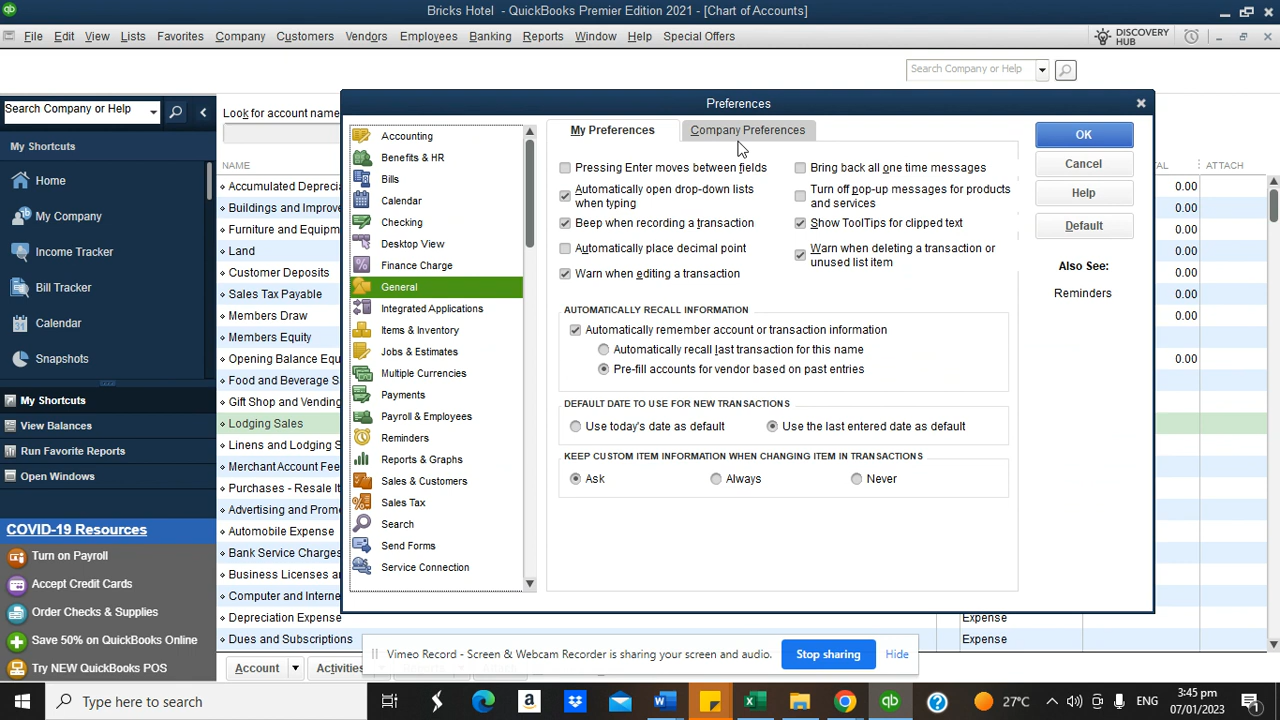 Bricks Hotel - QuickBooks Premier Edition 2021 - [Chart of Accounts]
File Edit View Lists Favorites Company Customers Vendors Employees Banking Reports Window Help Special Offers
DISCOVERY
HUB
Search Company or Help
Search Company or Help
My Shortcuts
Home
My Company
Income Tracker
Bill Tracker
Calendar
Snapshots
My Shortcuts
View Balances
Run Favorite Reports
Open Windows
COVID-19 Resources
Turn on Payroll
Accept Credit Cards
Order Checks & Supplies
Save 50% on QuickBooks Online
Try NEW QuickBooks POS
Look for account name
NAME
Accumulated Deprecia
Buildings and Improve
Furniture and Equipm
Land
Customer Deposits
Sales Tax Payable
Members Draw
Members Equity
Opening Balance Equ
Food and Beverage S
Gift Shop and Vending
Lodging Sales
Linens and Lodging S
Merchant Account Fee
Purchases - Resale It
Advertising and Promo
Automobile Expense
Bank Service Charges
Business Licenses an
Computer and Interne
Depreciation Expense
Dues and Subscriptions
Account
Activities
Preferences
Accounting
Benefits & HR
Bills
Calendar
Checking
Desktop View
Finance Charge
General
Integrated Applications
Items & Inventory
Jobs & Estimates
Multiple Currencies
Payments
Payroll & Employees
Reminders
Reports & Graphs
Sales & Customers
Sales Tax
Search
Send Forms
Service Connection
My Preferences
Company Preferences
Pressing Enter moves between fields
Automatically open drop-down lists
when typing
Beep when recording a transaction
Automatically place decimal point
Warn when editing a transaction
Bring back all one time messages
Turn off pop-up messages for products
and services
Show ToolTips for clipped text
Warn when deleting a transaction or
unused list item
AUTOMATICALLY RECALL INFORMATION
Automatically remember account or transaction information
Automatically recall last transaction for this name
Pre-fill accounts for vendor based on past entries
DEFAULT DATE TO USE FOR NEW TRANSACTIONS
Use today's date as default
Use the last entered date as default
KEEP CUSTOM ITEM INFORMATION WHEN CHANGING ITEM IN TRANSACTIONS
Ask
Always
Never
OK
Cancel
Help
Default
Also See:
Reminders
TAL
ATTACH
0.00
0.00
0.00
0.00
0.00
0.00
0.00
0.00
Expense
Expense
Vimeo Record - Screen & Webcam Recorder is sharing your screen and audio.
Stop sharing
Hide
Type here to search
27°C
ENG
3:45 pm
07/01/2023
1